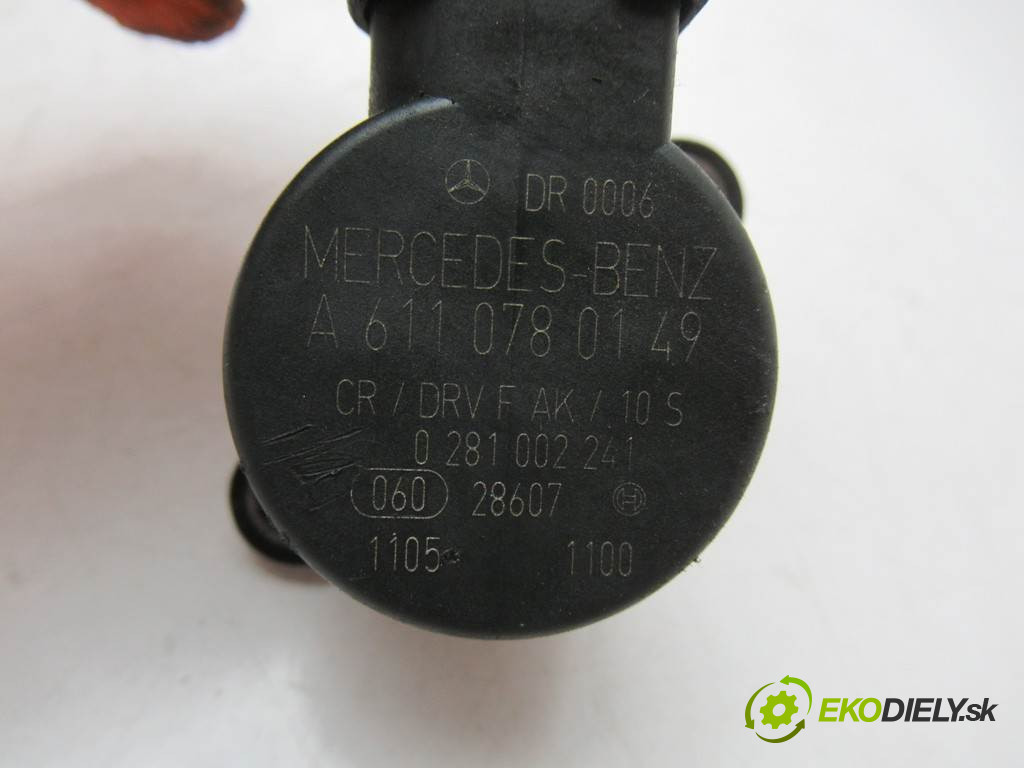 DR 0006
MERCEDES-BENZ
A 611 078 01 49
CR / DRV F AK / 10 S
0 281 002 241
060 28607
1105 1100
EKODIELY.sk